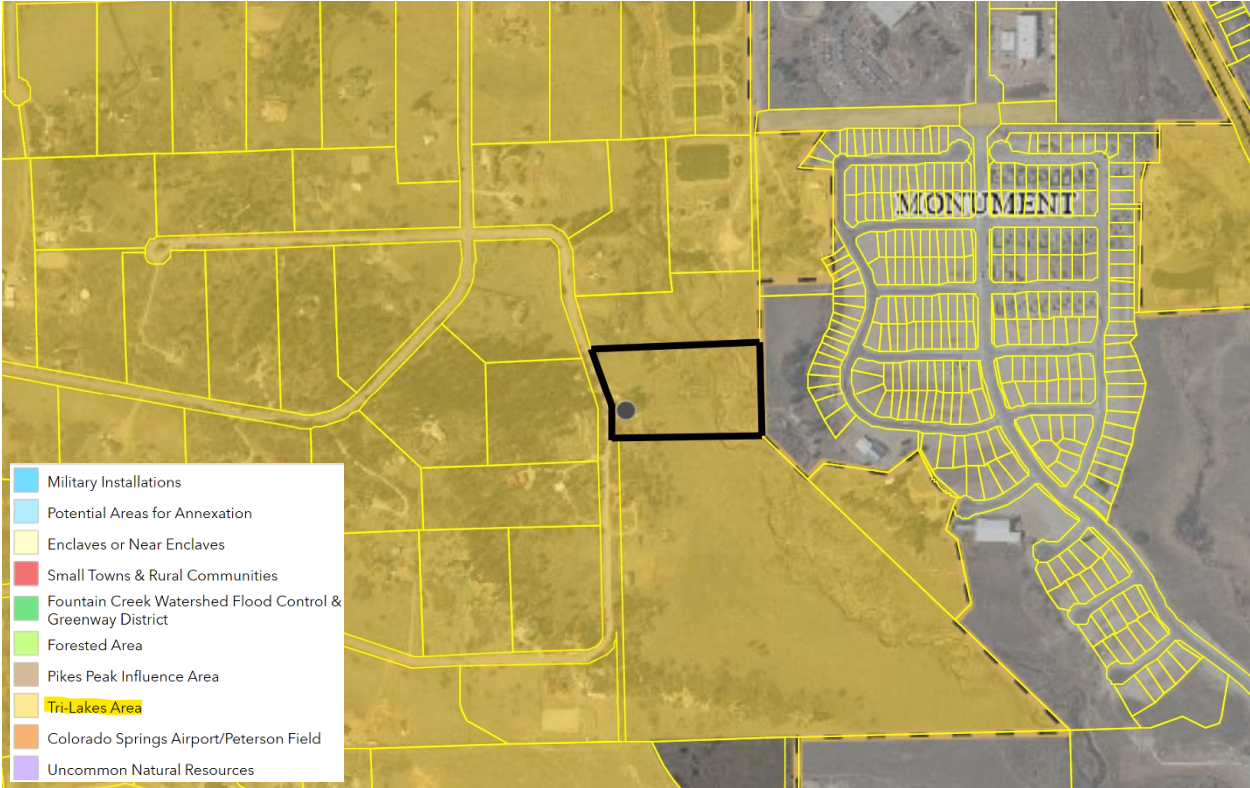 MONUMENT
Military Installations
Potential Areas for Annexation
Enclaves or Near Enclaves
Small Towns & Rural Communities
Fountain Creek Watershed Flood Control &
Greenway District
Forested Area
Pikes Peak Influence Area
Tri-Lakes Area
Colorado Springs Airport/Peterson Field
Uncommon Natural Resources